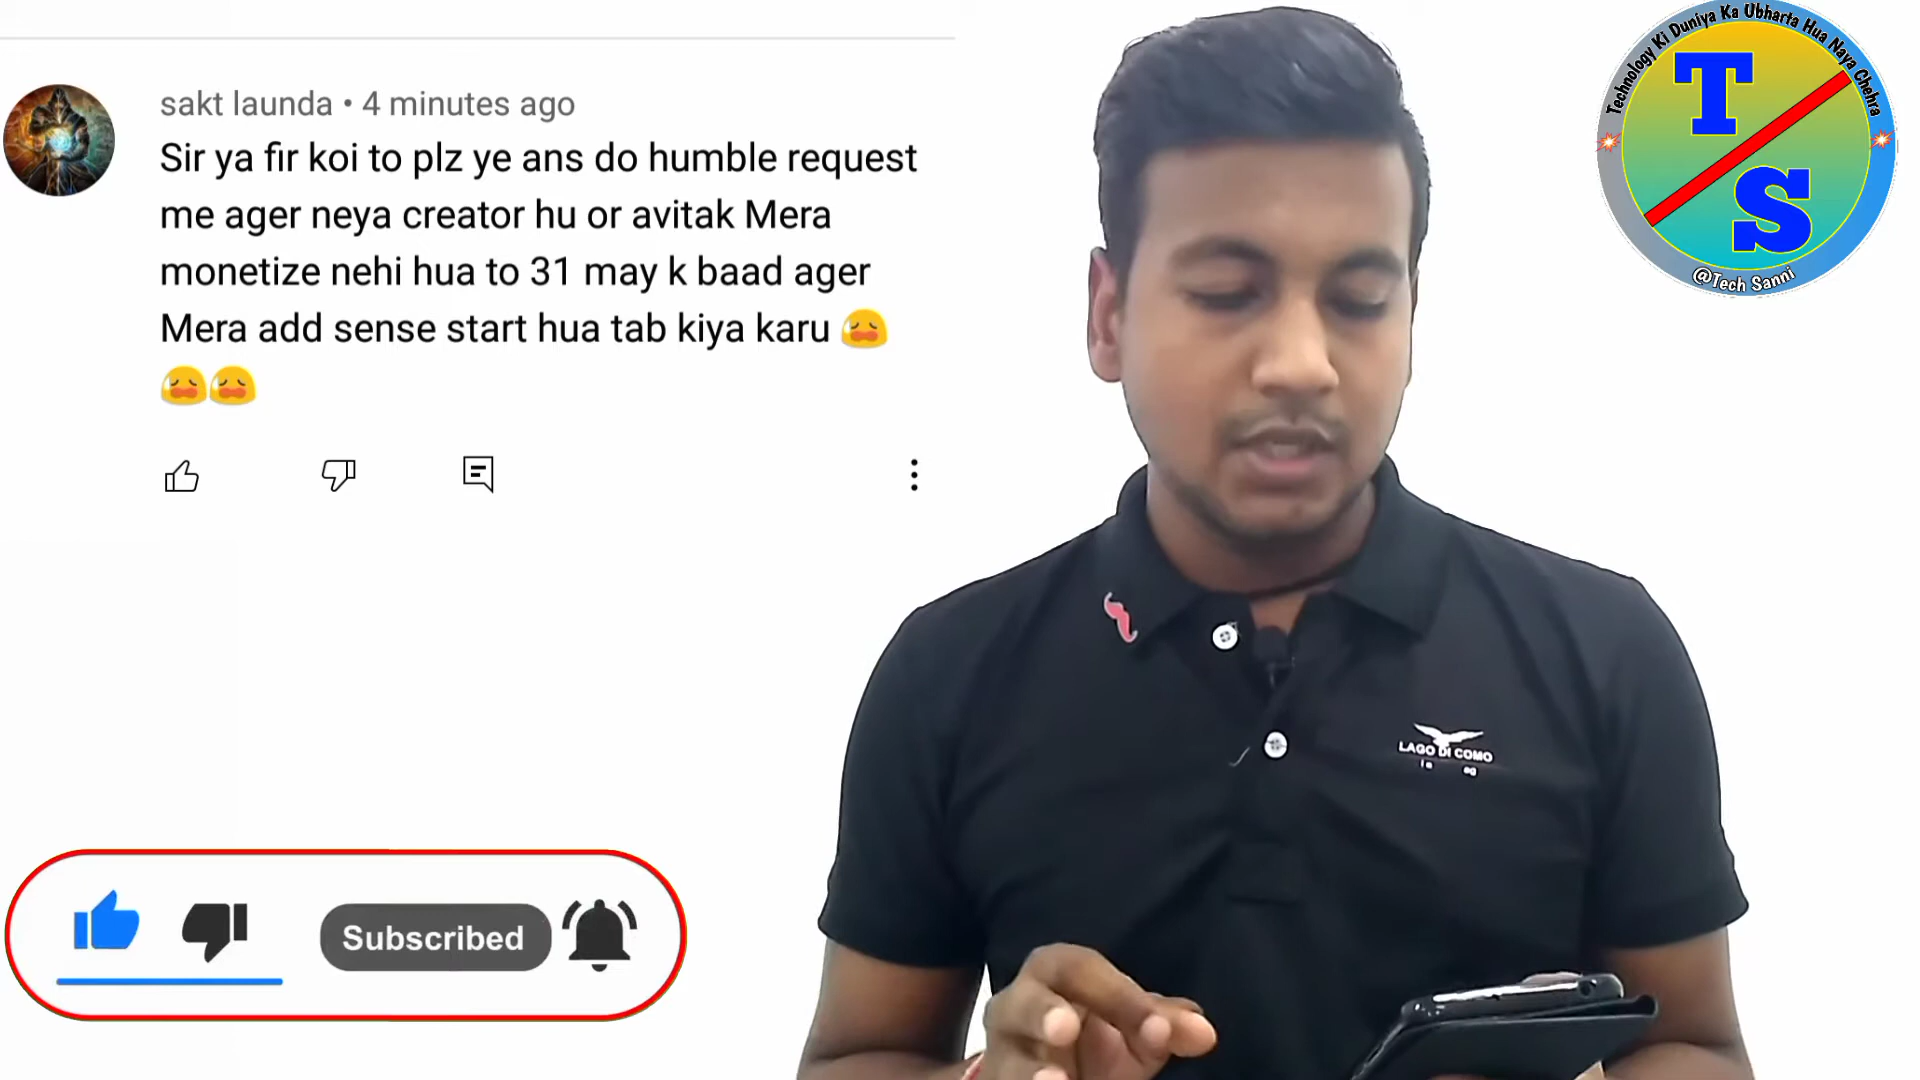 sakt launda • 4 minutes ago
Sir ya fir koi to plz ye ans do humble request
me ager neya creator hu or avitak Mera
monetize nehi hua to 31 may k baad ager
Mera add sense start hua tab kiya karu 😥
😥😥
Technology Ki Duniya Ka Ubharta Hua Naya Chehra
T
S
@Tech Sanni
LAGO DI COMO
Subscribed